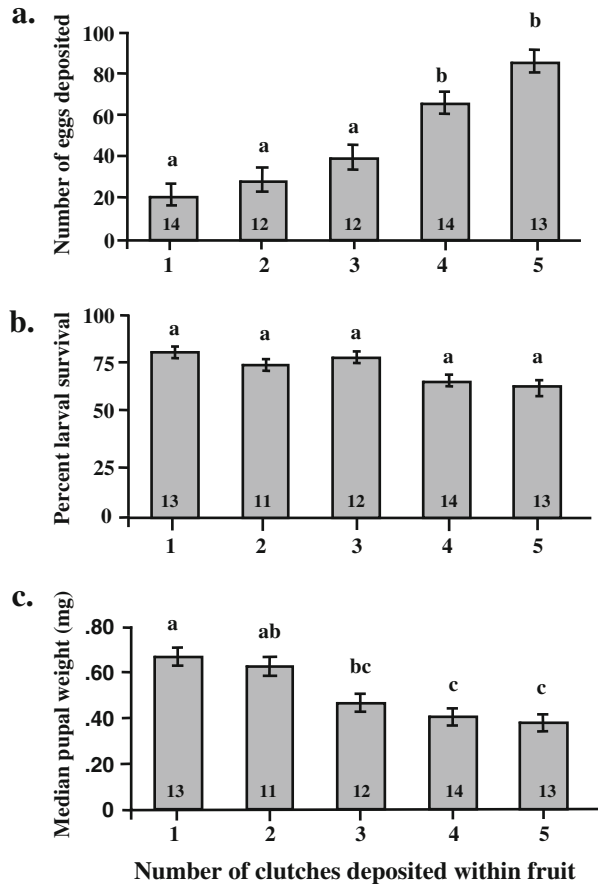 a.
Number of eggs deposited
100
80
60
40
20
0
a
a
a
b
b
14
12
12
14
13
1
2
3
4
5
b.
Percent larval survival
100
75
50
25
0
a
a
a
a
a
13
11
12
14
13
1
2
3
4
5
c.
Median pupal weight (mg)
.80
.60
.40
.20
0
a
ab
bc
c
c
13
11
12
14
13
1
2
3
4
5
Number of clutches deposited within fruit